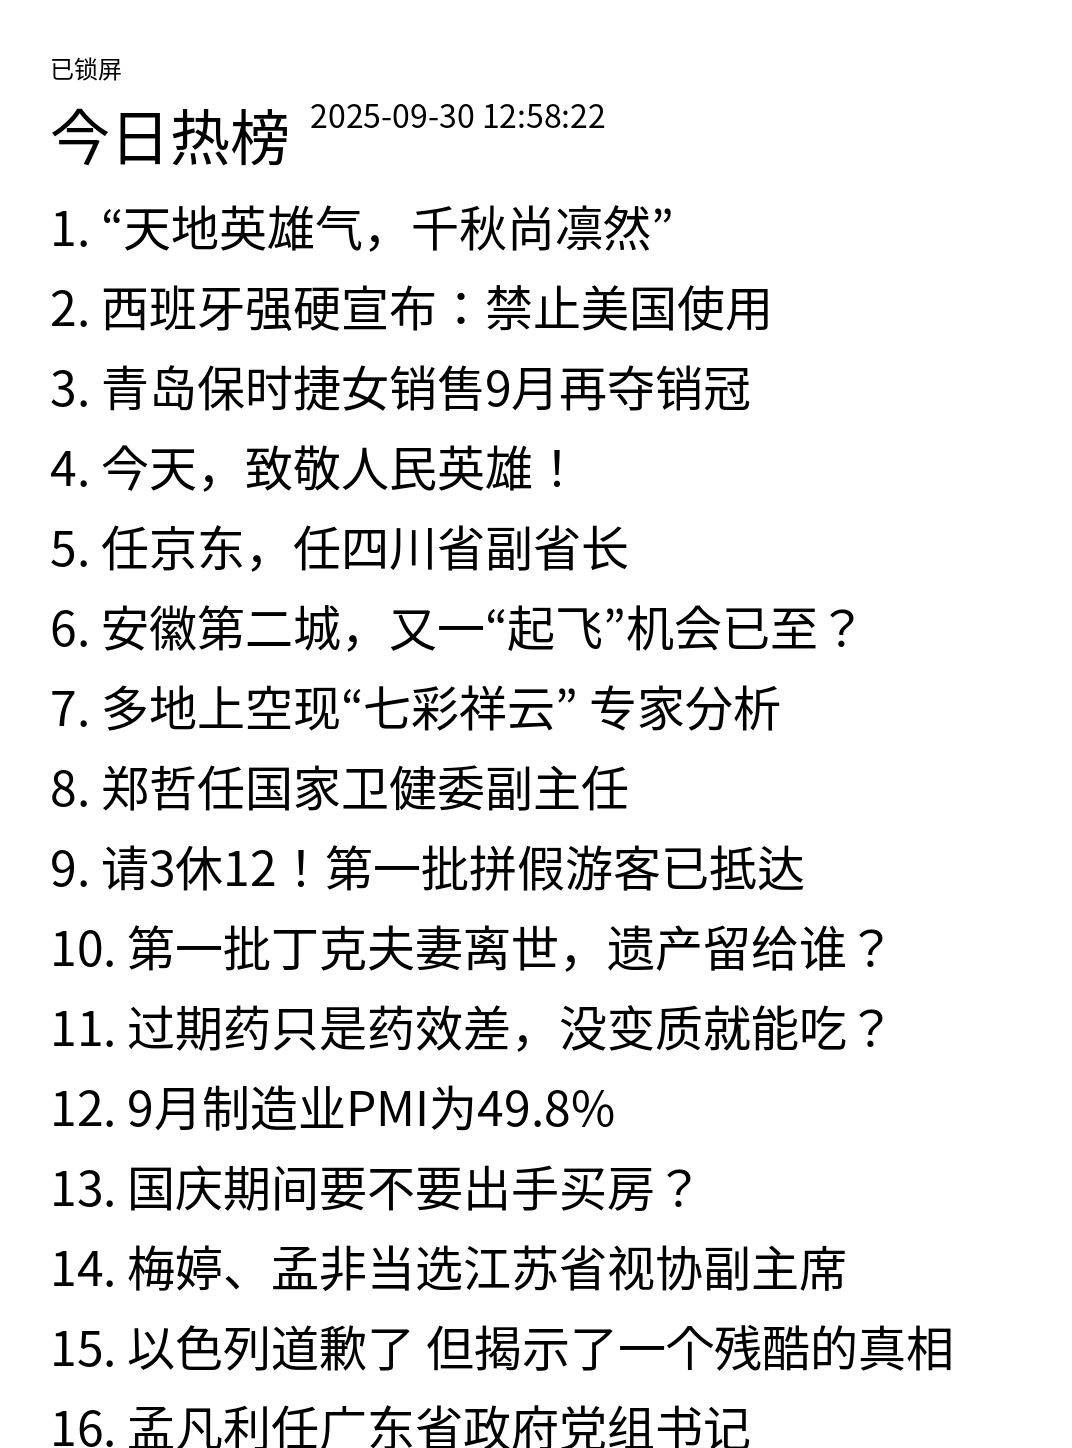 已锁屏
今日热榜 2025-09-30 12:58:22
1. “天地英雄气，千秋尚凛然”
2. 西班牙强硬宣布：禁止美国使用
3. 青岛保时捷女销售9月再夺销冠
4. 今天，致敬人民英雄！
5. 任京东，任四川省副省长
6. 安徽第二城，又一“起飞”机会已至？
7. 多地上空现“七彩祥云” 专家分析
8. 郑哲任国家卫健委副主任
9. 请3休12！第一批拼假游客已抵达
10. 第一批丁克夫妻离世，遗产留给谁？
11. 过期药只是药效差，没变质就能吃？
12. 9月制造业PMI为49.8%
13. 国庆期间要不要出手买房？
14. 梅婷、孟非当选江苏省视协副主席
15. 以色列道歉了 但揭示了一个残酷的真相
16. 孟凡利任广东省政府党组书记